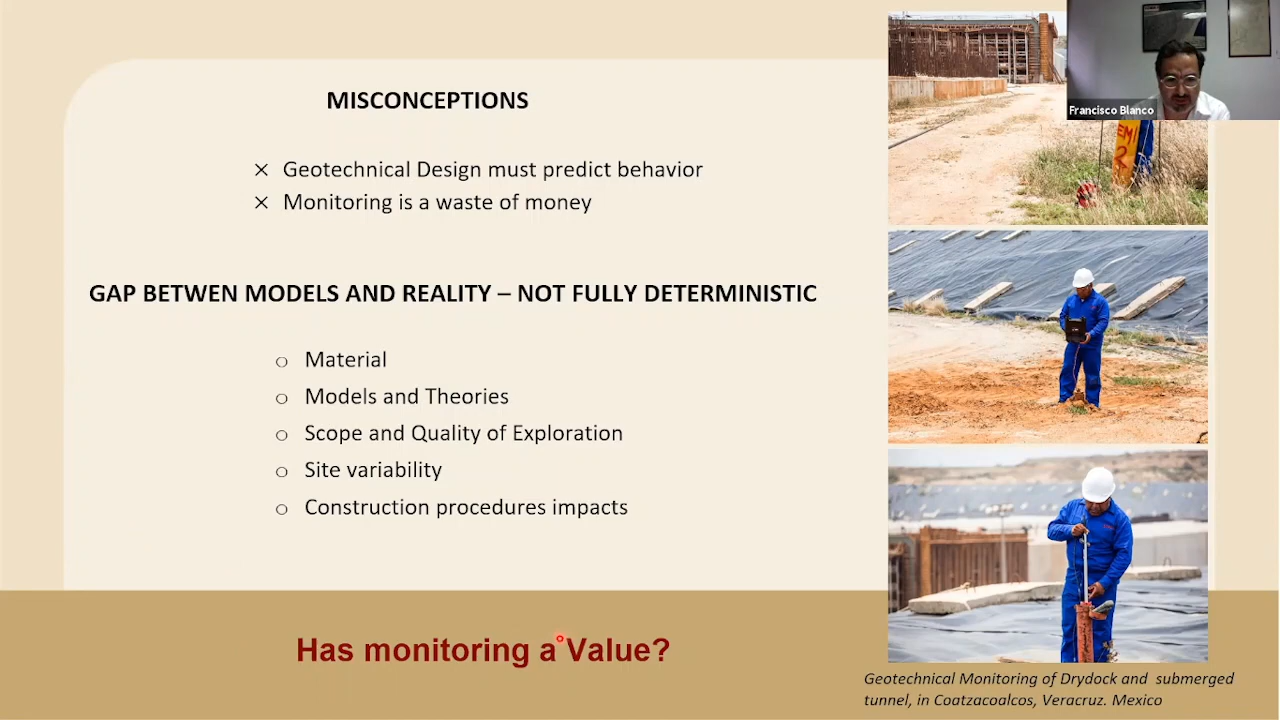 MISCONCEPTIONS
× Geotechnical Design must predict behavior
× Monitoring is a waste of money
GAP BETWEN MODELS AND REALITY – NOT FULLY DETERMINISTIC
o Material
o Models and Theories
o Scope and Quality of Exploration
o Site variability
o Construction procedures impacts
Has monitoring a Value?
Francisco Blanco
Geotechnical Monitoring of Drydock and submerged
tunnel, in Coatzacoalcos, Veracruz. Mexico